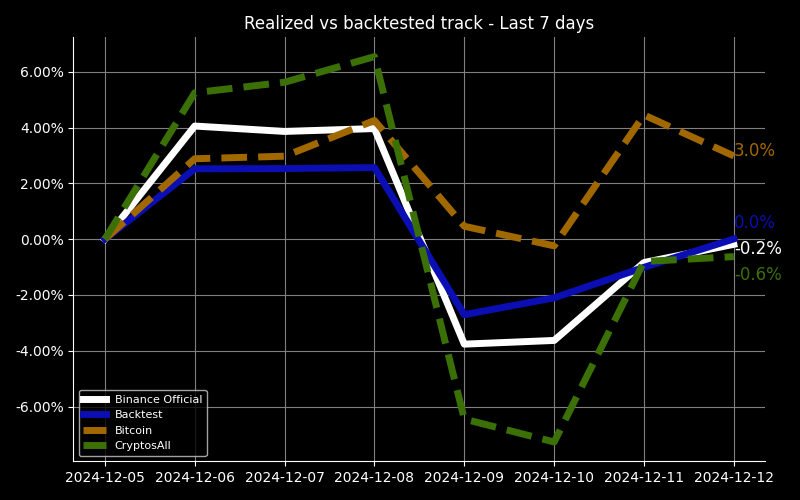 Realized vs backtested track - Last 7 days
6.00%
4.00%
2.00%
0.00%
-2.00%
-4.00%
-6.00%
3.0%
0.0%
-0.2%
-0.6%
Binance Official
Backtest
Bitcoin
CryptosAll
2024-12-05 2024-12-06 2024-12-07 2024-12-08 2024-12-09 2024-12-10 2024-12-11 2024-12-12